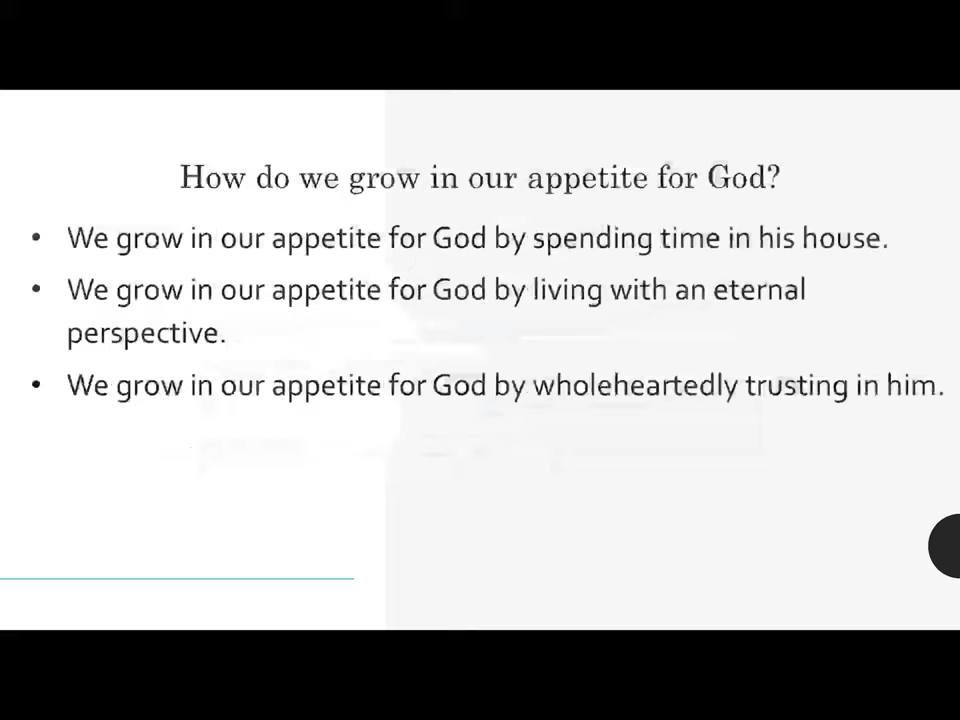 How do we grow in our appetite for God?
• We grow in our appetite for God by spending time in his house.
• We grow in our appetite for God by living with an eternal
perspective.
• We grow in our appetite for God by wholeheartedly trusting in him.